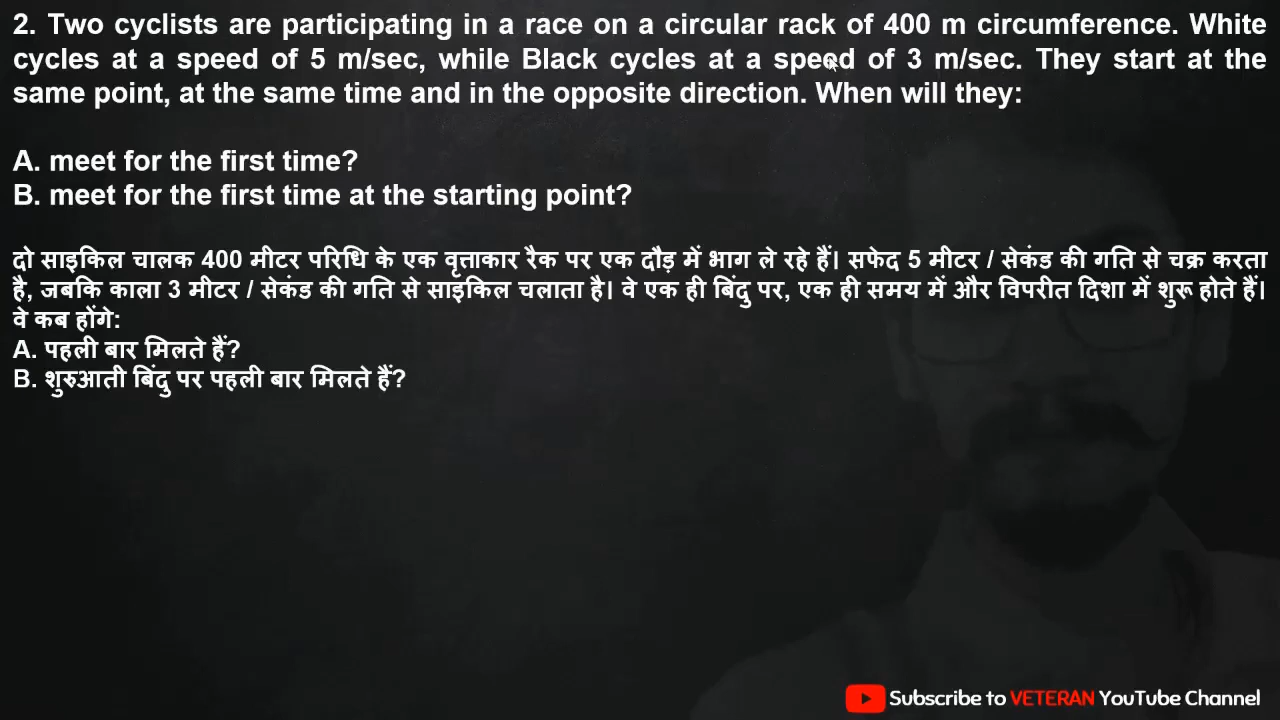 2. Two cyclists are participating in a race on a circular rack of 400 m circumference. White
cycles at a speed of 5 m/sec, while Black cycles at a speed of 3 m/sec. They start at the
same point, at the same time and in the opposite direction. When will they:
A. meet for the first time?
B. meet for the first time at the starting point?
दो साइकिल चालक 400 मीटर परिधि के एक वृत्ताकार रैक पर एक दौड़ में भाग ले रहे हैं। सफेद 5 मीटर / सेकंड की गति से चक्र करता
है, जबकि काला 3 मीटर / सेकंड की गति से साइकिल चलाता है। वे एक ही बिंदु पर, एक ही समय में और विपरीत दिशा में शुरू होते हैं।
वे कब होंगे:
A. पहली बार मिलते हैं?
B. शुरुआती बिंदु पर पहली बार मिलते हैं?
Subscribe to VETERAN YouTube Channel